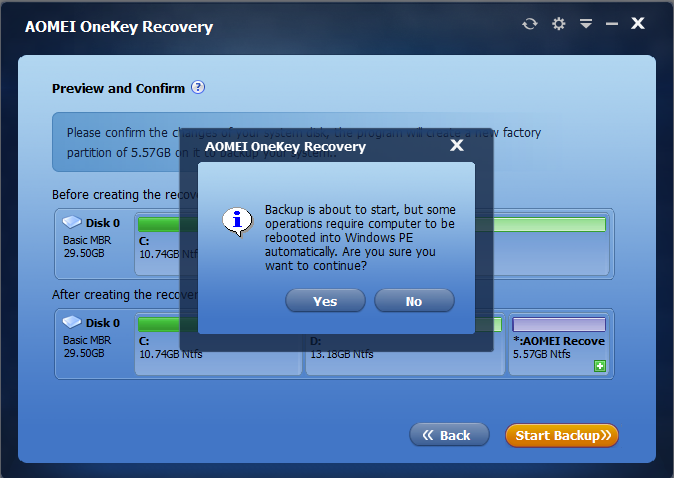 AOMEI OneKey Recovery
Preview and Confirm ?
Please confirm the changes of your system disk, the program will create a new factory
partition of 5.57GB on it to backup your system..
AOMEI OneKey Recovery
Backup is about to start, but some
operations require computer to be
rebooted into Windows PE
automatically. Are you sure you
want to continue?
Yes No
Before creating the recove
Disk 0
Basic MBR
29.50GB
C:
10.74GB Ntfs
After creating the recover
Disk 0
Basic MBR
29.50GB
C:
10.74GB Ntfs
D:
13.18GB Ntfs
*:AOMEI Recove
5.57GB Ntfs
Back
Start Backup